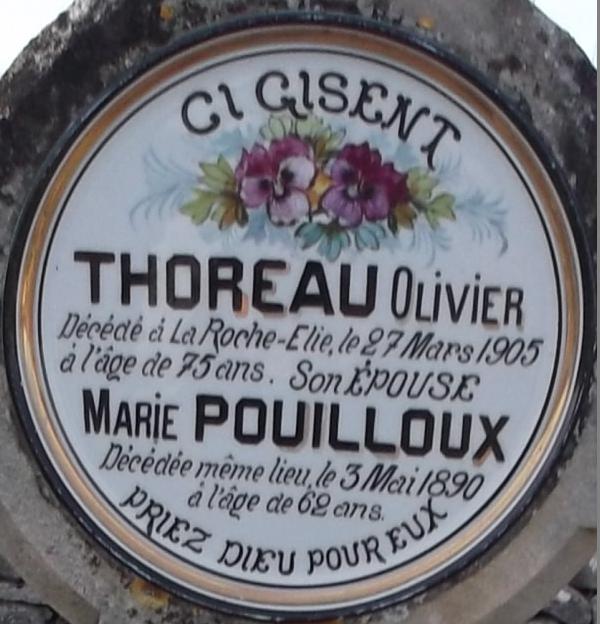 CI GISENT
THOREAU OLIVIER
Décédé à La Roche-Elie, le 27 Mars 1905
à l'âge de 75 ans. Son ÉPOUSE
MARIE POUILLOUX
Décédée même lieu, le 3 Mai 1890
à l'âge de 62 ans.
PRIEZ DIEU POUR EUX